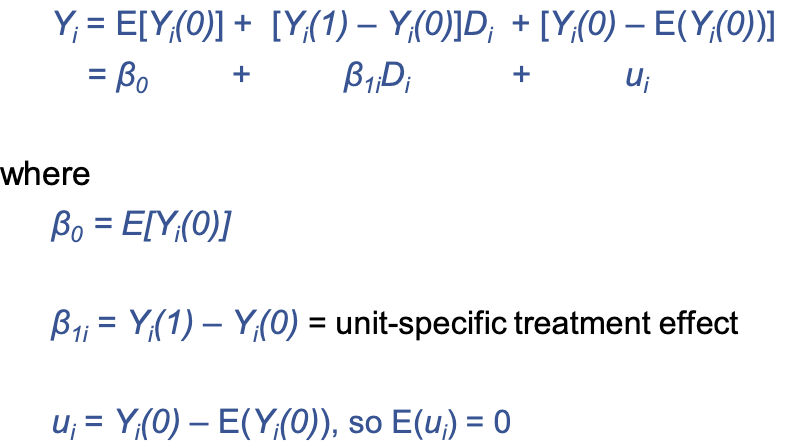 Yᵢ = E[Yᵢ(0)] + [Yᵢ(1) – Yᵢ(0)]Dᵢ + [Yᵢ(0) – E(Yᵢ(0))]
= β₀ + β₁ᵢDᵢ + uᵢ
where
β₀ = E[Yᵢ(0)]
β₁ᵢ = Yᵢ(1) – Yᵢ(0) = unit-specific treatment effect
uᵢ = Yᵢ(0) – E(Yᵢ(0)), so E(uᵢ) = 0